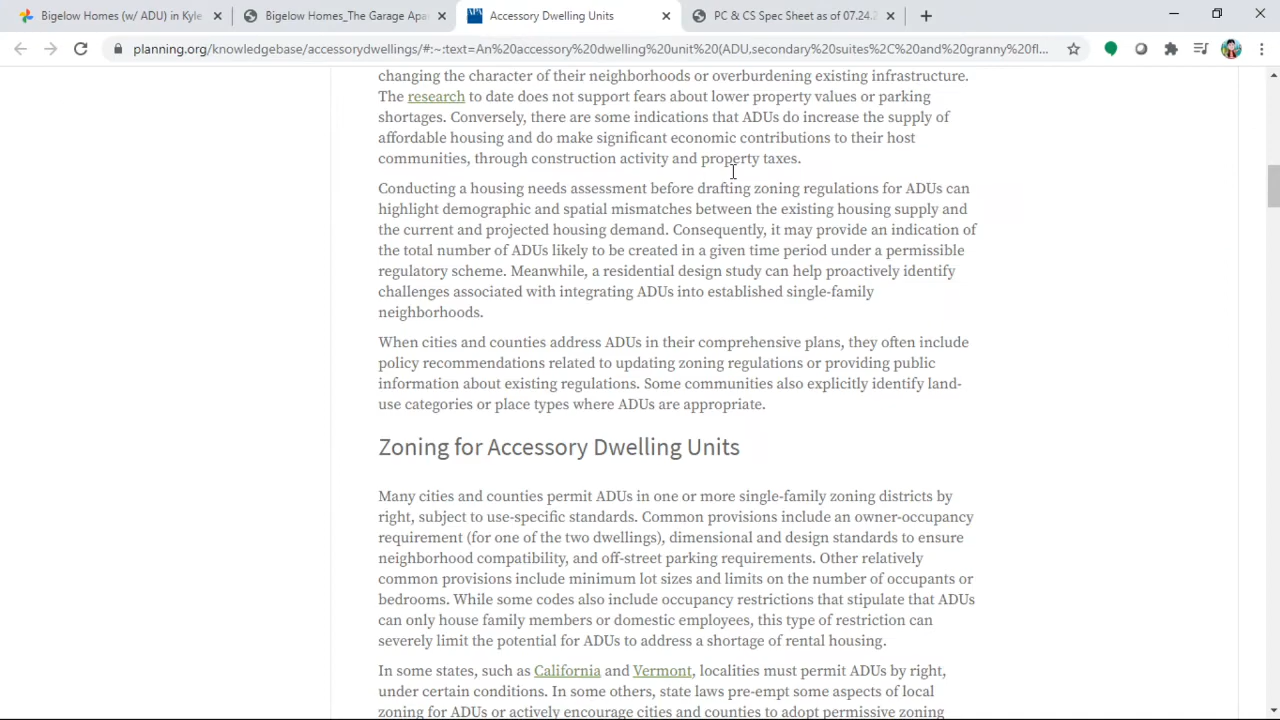 Bigelow Homes (w/ ADU) in Kyle
Bigelow Homes_The Garage Apa
Accessory Dwelling Units
PC & CS Spec Sheet as of 07.24.2
planning.org/knowledgebase/accessorydwellings/#:~:text=An%20accessory%20dwelling%20unit%20(ADU,secondary%20suites%2C%20and%20granny%20fl...
changing the character of their neighborhoods or overburdening existing infrastructure.
The research to date does not support fears about lower property values or parking
shortages. Conversely, there are some indications that ADUs do increase the supply of
affordable housing and do make significant economic contributions to their host
communities, through construction activity and property taxes.
Conducting a housing needs assessment before drafting zoning regulations for ADUs can
highlight demographic and spatial mismatches between the existing housing supply and
the current and projected housing demand. Consequently, it may provide an indication of
the total number of ADUs likely to be created in a given time period under a permissible
regulatory scheme. Meanwhile, a residential design study can help proactively identify
challenges associated with integrating ADUs into established single-family
neighborhoods.
When cities and counties address ADUs in their comprehensive plans, they often include
policy recommendations related to updating zoning regulations or providing public
information about existing regulations. Some communities also explicitly identify land-
use categories or place types where ADUs are appropriate.
Zoning for Accessory Dwelling Units
Many cities and counties permit ADUs in one or more single-family zoning districts by
right, subject to use-specific standards. Common provisions include an owner-occupancy
requirement (for one of the two dwellings), dimensional and design standards to ensure
neighborhood compatibility, and off-street parking requirements. Other relatively
common provisions include minimum lot sizes and limits on the number of occupants or
bedrooms. While some codes also include occupancy restrictions that stipulate that ADUs
can only house family members or domestic employees, this type of restriction can
severely limit the potential for ADUs to address a shortage of rental housing.
In some states, such as California and Vermont, localities must permit ADUs by right,
under certain conditions. In some others, state laws pre-empt some aspects of local
zoning for ADUs or actively encourage cities and counties to adopt permissive zoning